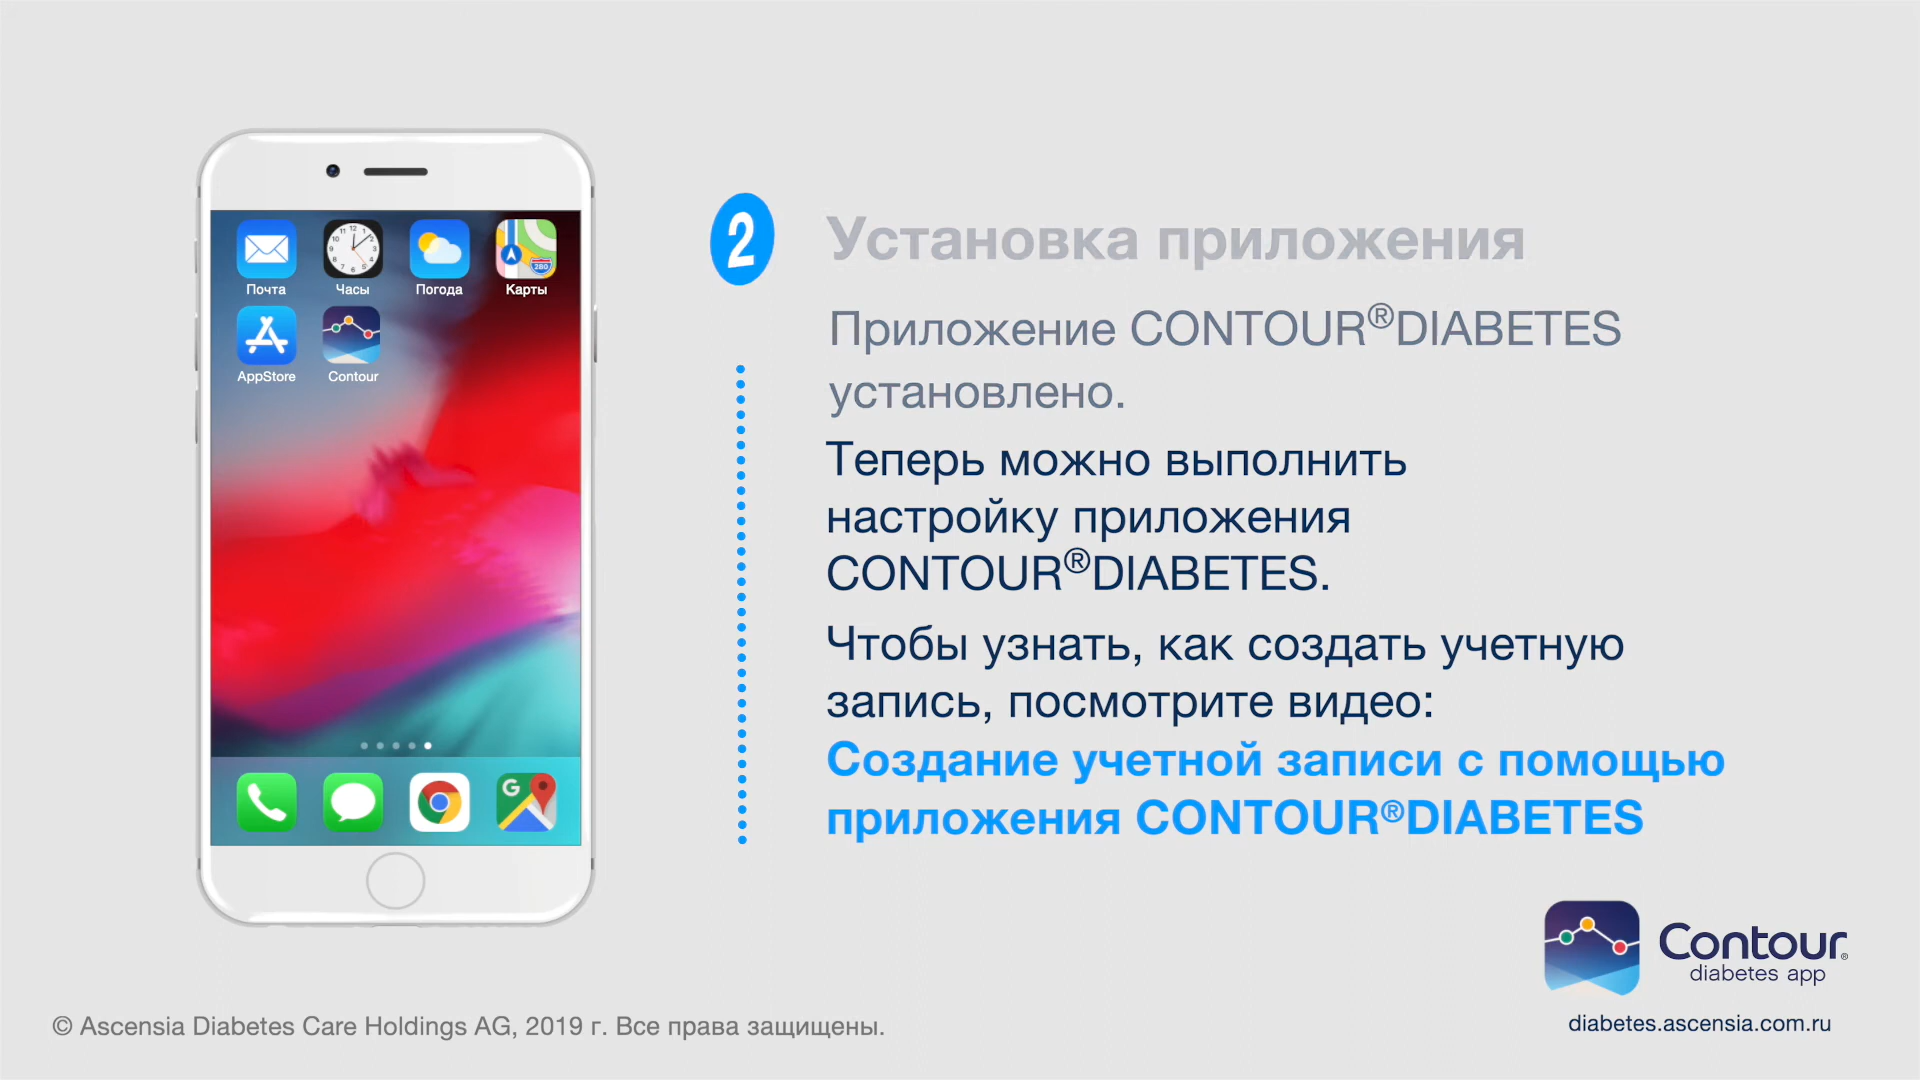 Почта
Часы
Погода
Карты
280
AppStore
Contour
G
2
Установка приложения
Приложение CONTOUR®DIABETES
установлено.
Теперь можно выполнить
настройку приложения
CONTOUR®DIABETES.
Чтобы узнать, как создать учетную
запись, посмотрите видео:
Создание учетной записи с помощью
приложения CONTOUR®DIABETES
Contour®
diabetes app
diabetes.ascensia.com.ru
© Ascensia Diabetes Care Holdings AG, 2019 г. Все права защищены.